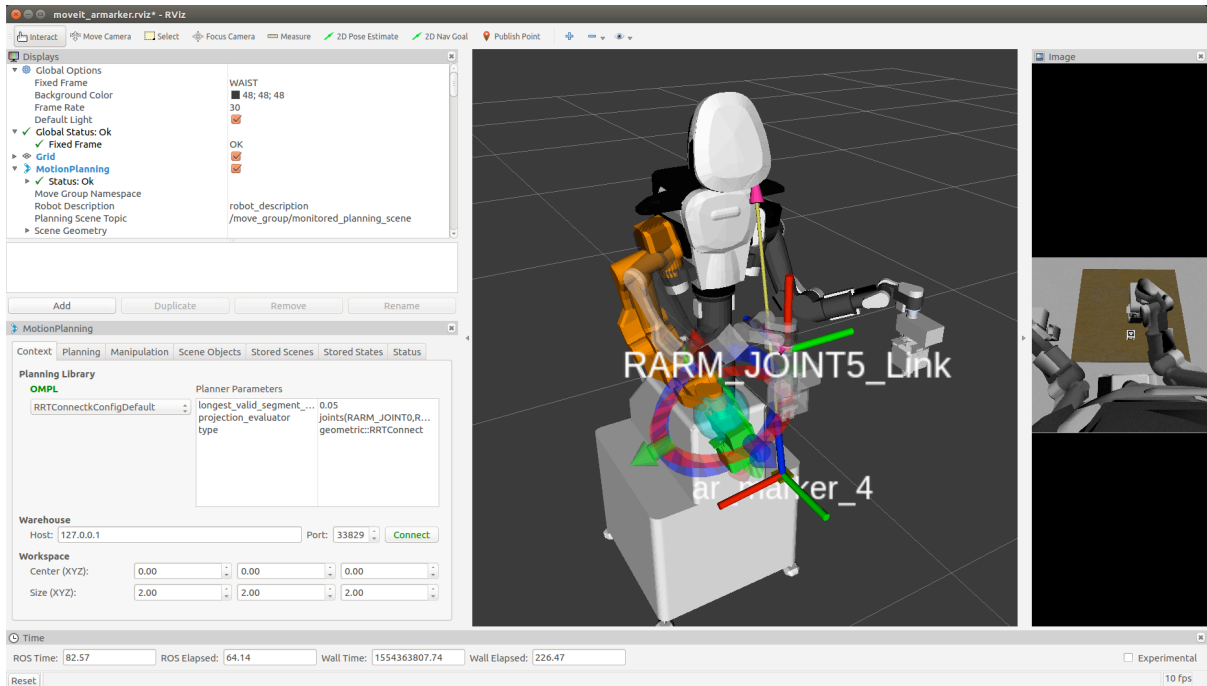 moveit_armarker.rviz* - RViz
Interact Move Camera Select Focus Camera Measure 2D Pose Estimate 2D Nav Goal Publish Point
Displays
Global Options
Fixed Frame WAIST
Background Color 48; 48; 48
Frame Rate 30
Default Light
Global Status: Ok
Fixed Frame OK
Grid
MotionPlanning
Status: Ok
Move Group Namespace
Robot Description robot_description
Planning Scene Topic /move_group/monitored_planning_scene
Scene Geometry
Add Duplicate Remove Rename
MotionPlanning
Context Planning Manipulation Scene Objects Stored Scenes Stored States Status
Planning Library
OMPL Planner Parameters
RRTConnectkConfigDefault
longest_valid_segment_... 0.05
projection_evaluator joints(RARM_JOINT0,R...
type geometric::RRTConnect
Warehouse
Host: 127.0.0.1 Port: 33829 Connect
Workspace
Center (XYZ): 0.00 0.00 0.00
Size (XYZ): 2.00 2.00 2.00
RARM_JOINT5_Link
ar_marker_4
Image
Time
ROS Time: 82.57 ROS Elapsed: 64.14 Wall Time: 1554363807.74 Wall Elapsed: 226.47 Experimental
Reset 10 fps